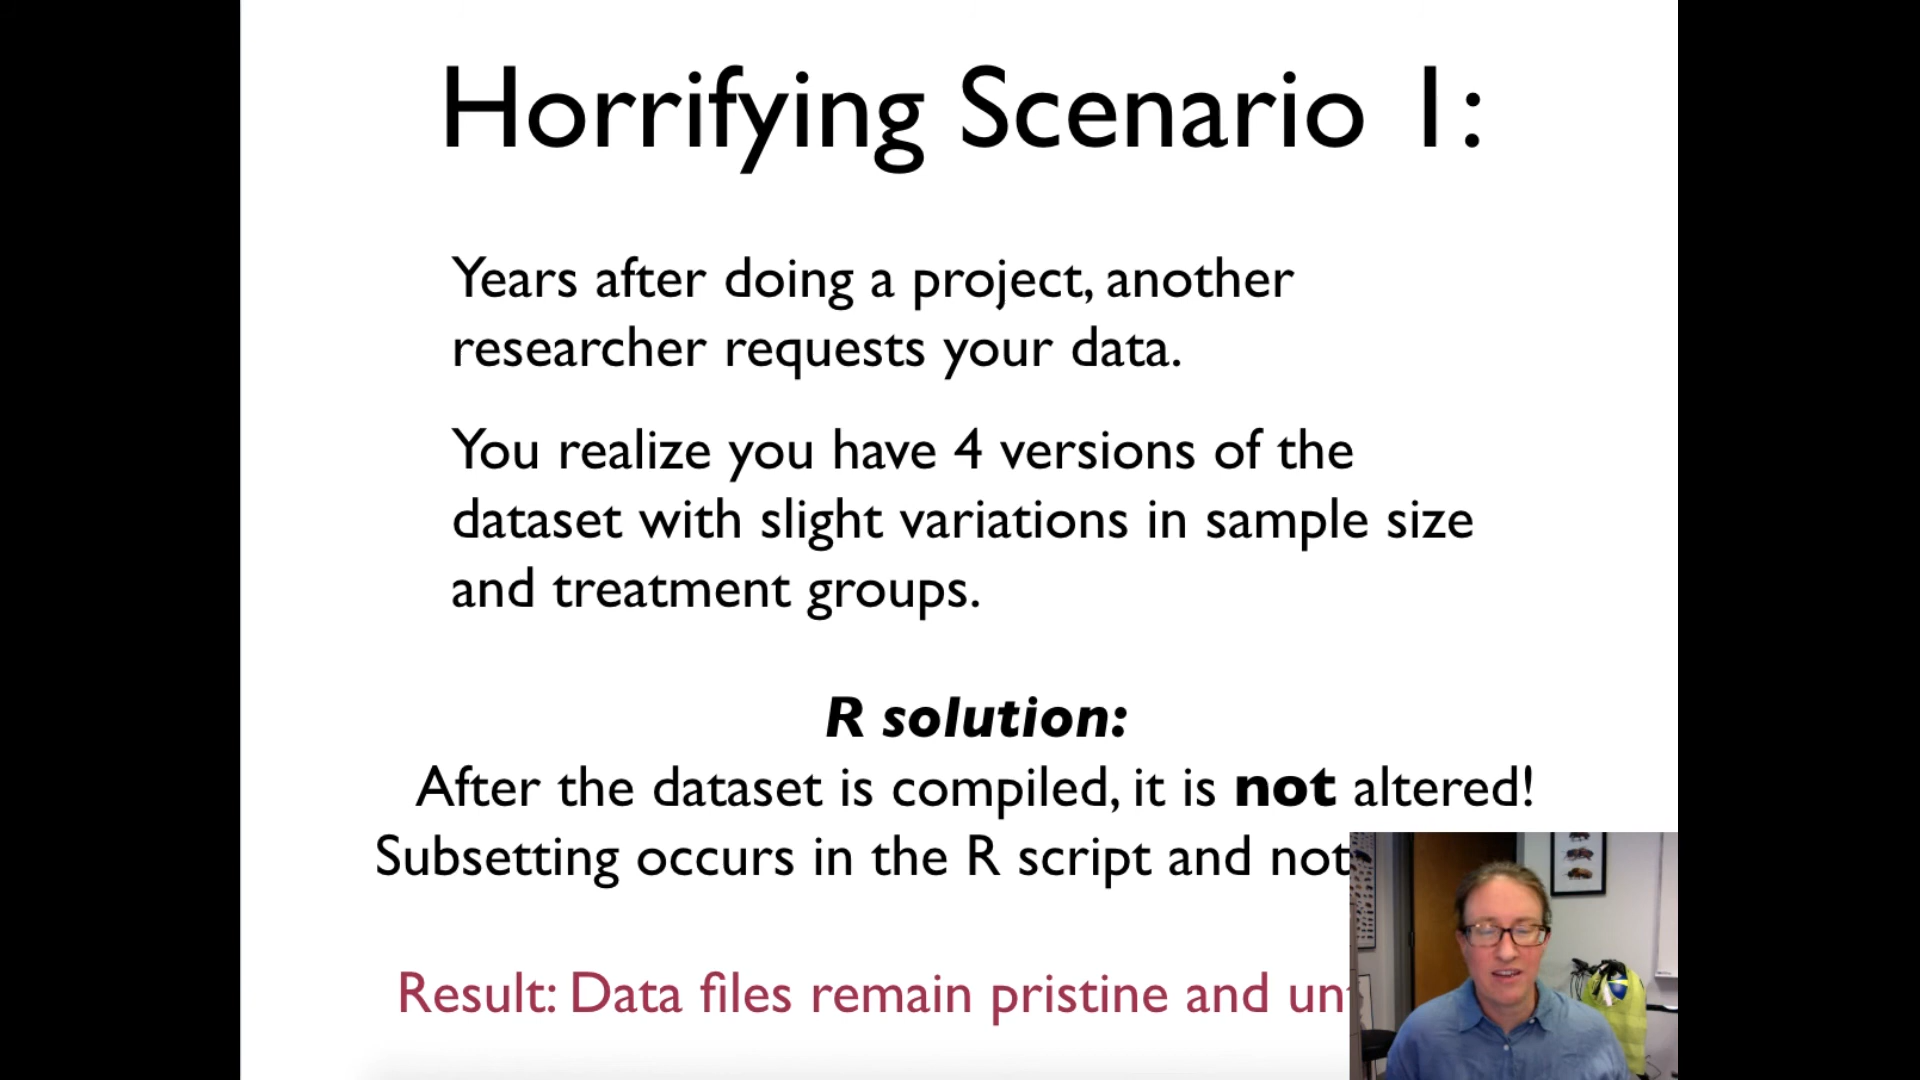 Horrifying Scenario 1:
Years after doing a project, another
researcher requests your data.
You realize you have 4 versions of the
dataset with slight variations in sample size
and treatment groups.
R solution:
After the dataset is compiled, it is not altered!
Subsetting occurs in the R script and not
Result: Data files remain pristine and